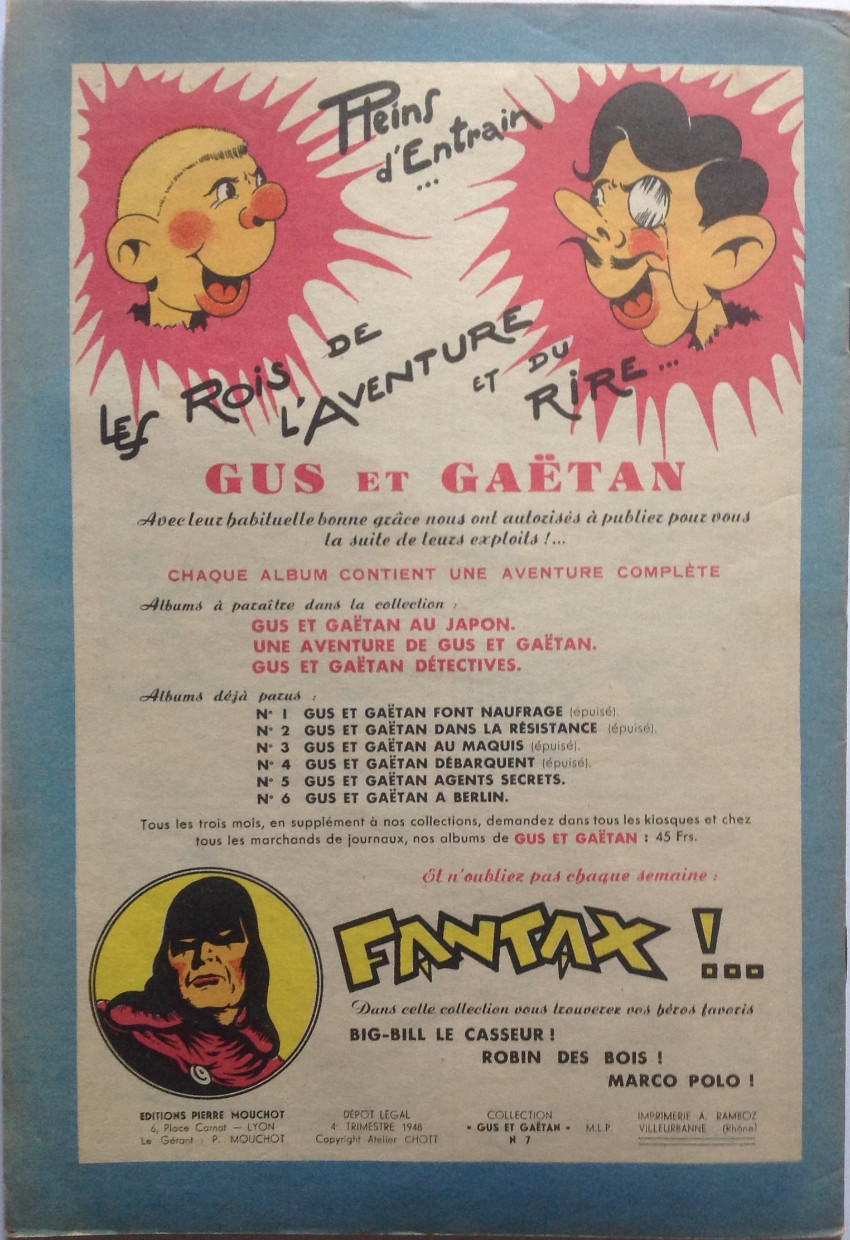 Pleins
d'Entrain
...
LES ROIS DE
L'AVENTURE
ET DU
RIRE...
GUS ET GAËTAN
Avec leur habituelle bonne grâce nous ont autorisés à publier pour vous
la suite de leurs exploits !...
CHAQUE ALBUM CONTIENT UNE AVENTURE COMPLÈTE
Albums à paraître dans la collection :
GUS ET GAËTAN AU JAPON.
UNE AVENTURE DE GUS ET GAËTAN.
GUS ET GAËTAN DÉTECTIVES.
Albums déjà parus :
N° 1 GUS ET GAËTAN FONT NAUFRAGE (épuisé).
N° 2 GUS ET GAËTAN DANS LA RÉSISTANCE (épuisé).
N° 3 GUS ET GAËTAN AU MAQUIS (épuisé).
N° 4 GUS ET GAËTAN DÉBARQUENT (épuisé).
N° 5 GUS ET GAËTAN AGENTS SECRETS.
N° 6 GUS ET GAËTAN A BERLIN.
Tous les trois mois, en supplément à nos collections, demandez dans tous les kiosques et chez
tous les marchands de journaux, nos albums de GUS ET GAËTAN : 45 Frs.
Et n'oubliez pas chaque semaine :
FANTAX !...
Dans cette collection vous trouverez vos héros favoris
BIG-BILL LE CASSEUR !
ROBIN DES BOIS !
MARCO POLO !
EDITIONS PIERRE MOUCHOT
6, Place Carnot — LYON
Le Gérant : P. MOUCHOT
DÉPOT LÉGAL
4e TRIMESTRE 1948
Copyright Atelier CHOTT
COLLECTION
« GUS ET GAËTAN »
N 7
M.L.P.
IMPRIMERIE A. RAMBOZ
VILLEURBANNE (Rhône)